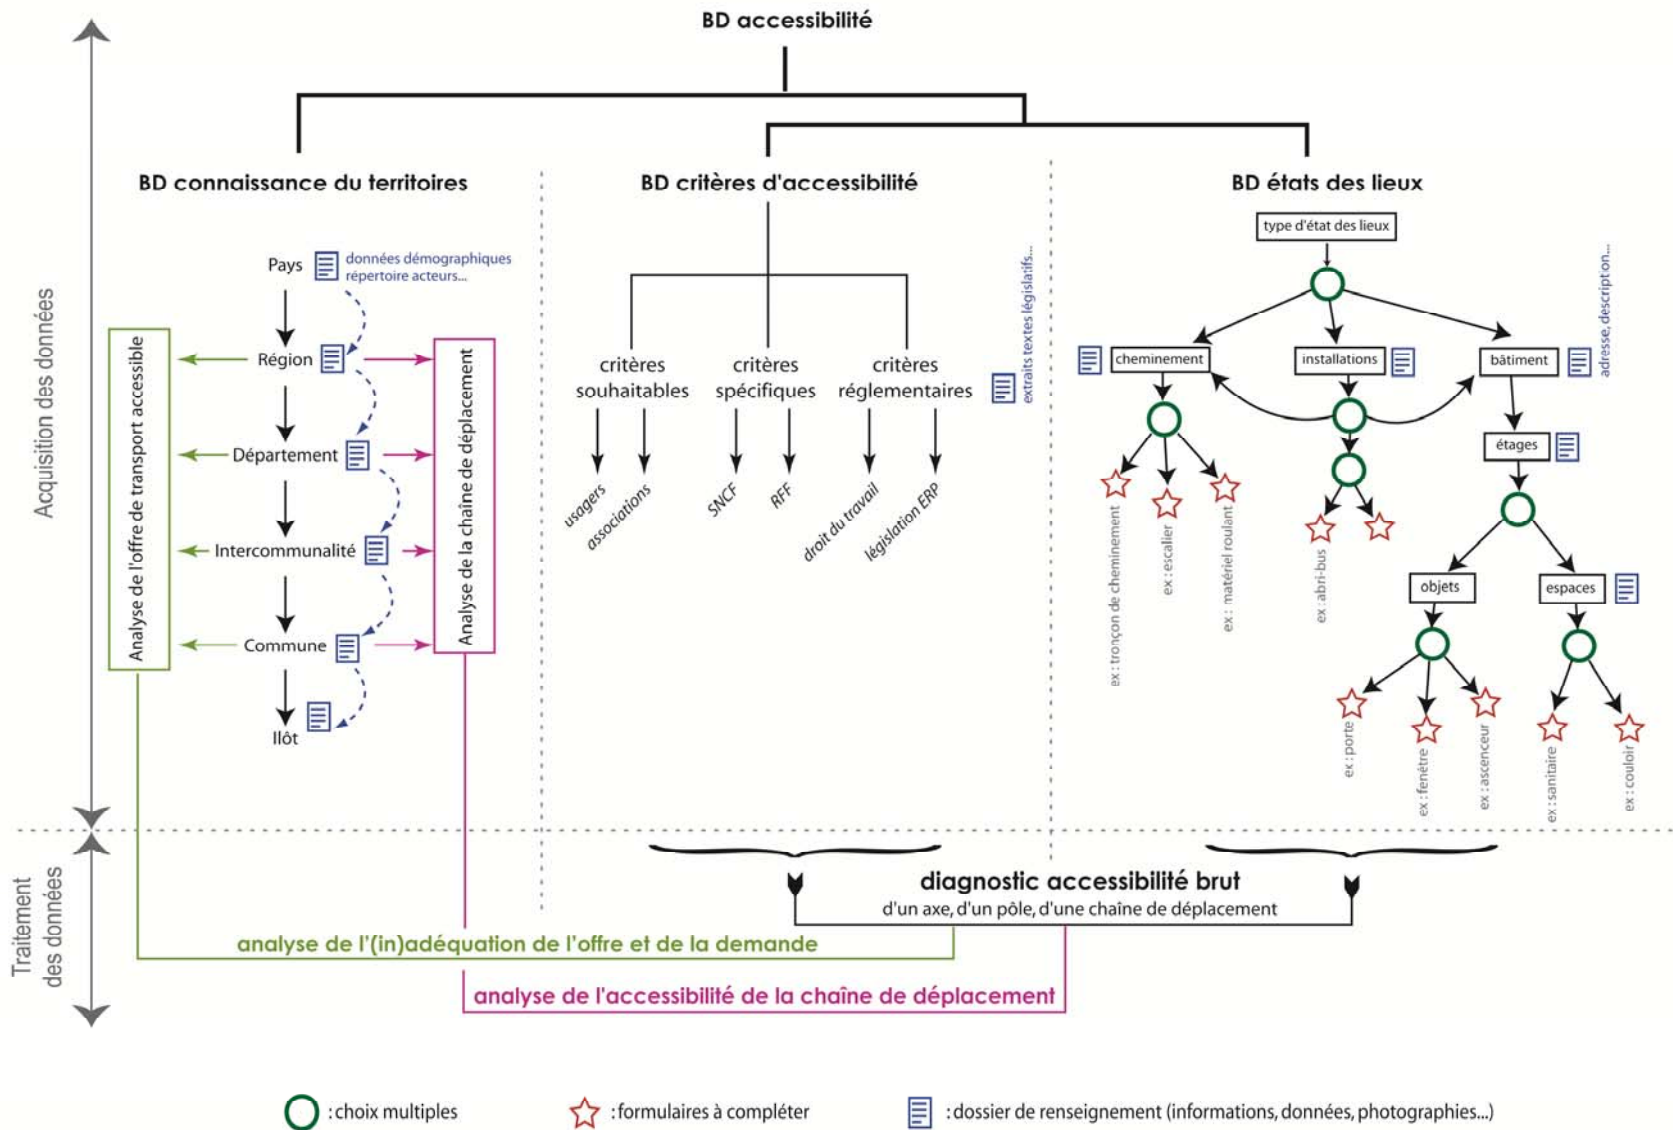 BD accessibilité
Acquisition des données
Traitement
des données
BD connaissance du territoires
Pays
données démographiques
répertoire acteurs...
Région
Département
Intercommunalité
Commune
Ilôt
Analyse de l'offre de transport accessible
Analyse de la chaîne de déplacement
BD critères d'accessibilité
critères
souhaitables
critères
spécifiques
critères
réglementaires
extraits textes législatifs...
usagers
associations
SNCF
RFF
droit du travail
législation ERP
BD états des lieux
type d'état des lieux
cheminement
installations
bâtiment
adresse, description...
étages
objets
espaces
ex : tronçon de cheminement
ex : escalier
ex : matériel roulant
ex : abri-bus
ex : porte
ex : fenêtre
ex : ascenceur
ex : sanitaire
ex : couloir
diagnostic accessibilité brut
d'un axe, d'un pôle, d'une chaîne de déplacement
analyse de l'(in)adéquation de l'offre et de la demande
analyse de l'accessibilité de la chaîne de déplacement
: choix multiples
: formulaires à compléter
: dossier de renseignement (informations, données, photographies...)